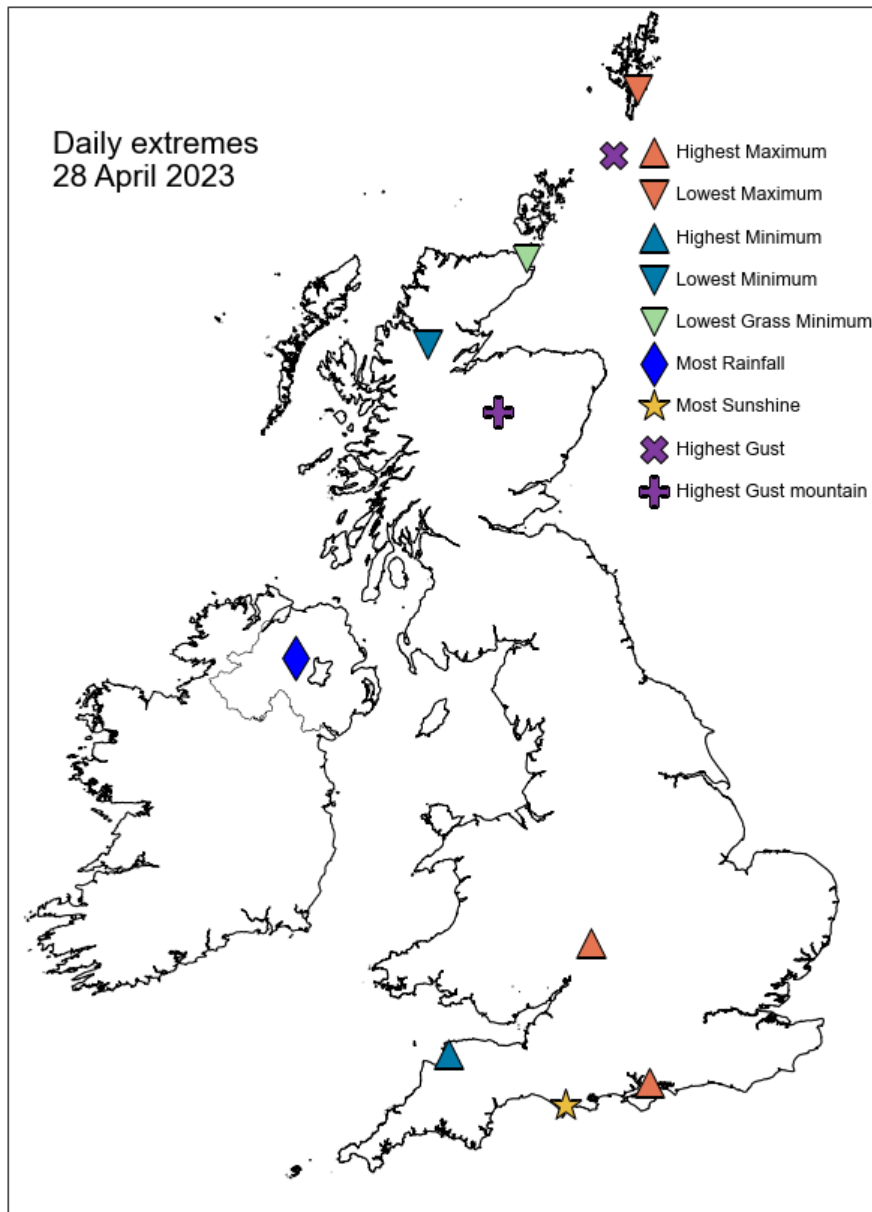 Daily extremes
28 April 2023
Highest Maximum
Lowest Maximum
Highest Minimum
Lowest Minimum
Lowest Grass Minimum
Most Rainfall
Most Sunshine
Highest Gust
Highest Gust mountain